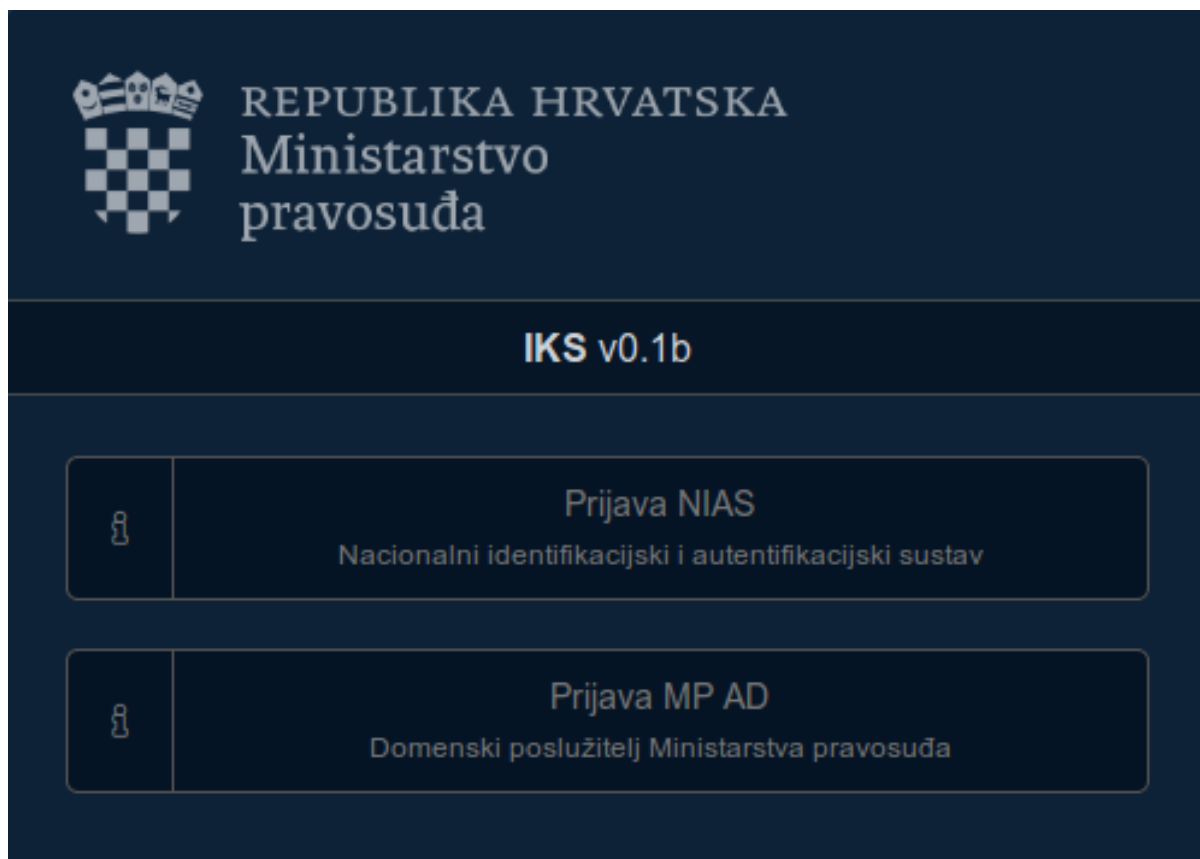 REPUBLIKA HRVATSKA
Ministarstvo
pravosuđa
IKS v0.1b
Prijava NIAS
Nacionalni identifikacijski i autentifikacijski sustav
Prijava MP AD
Domenski poslužitelj Ministarstva pravosuđa